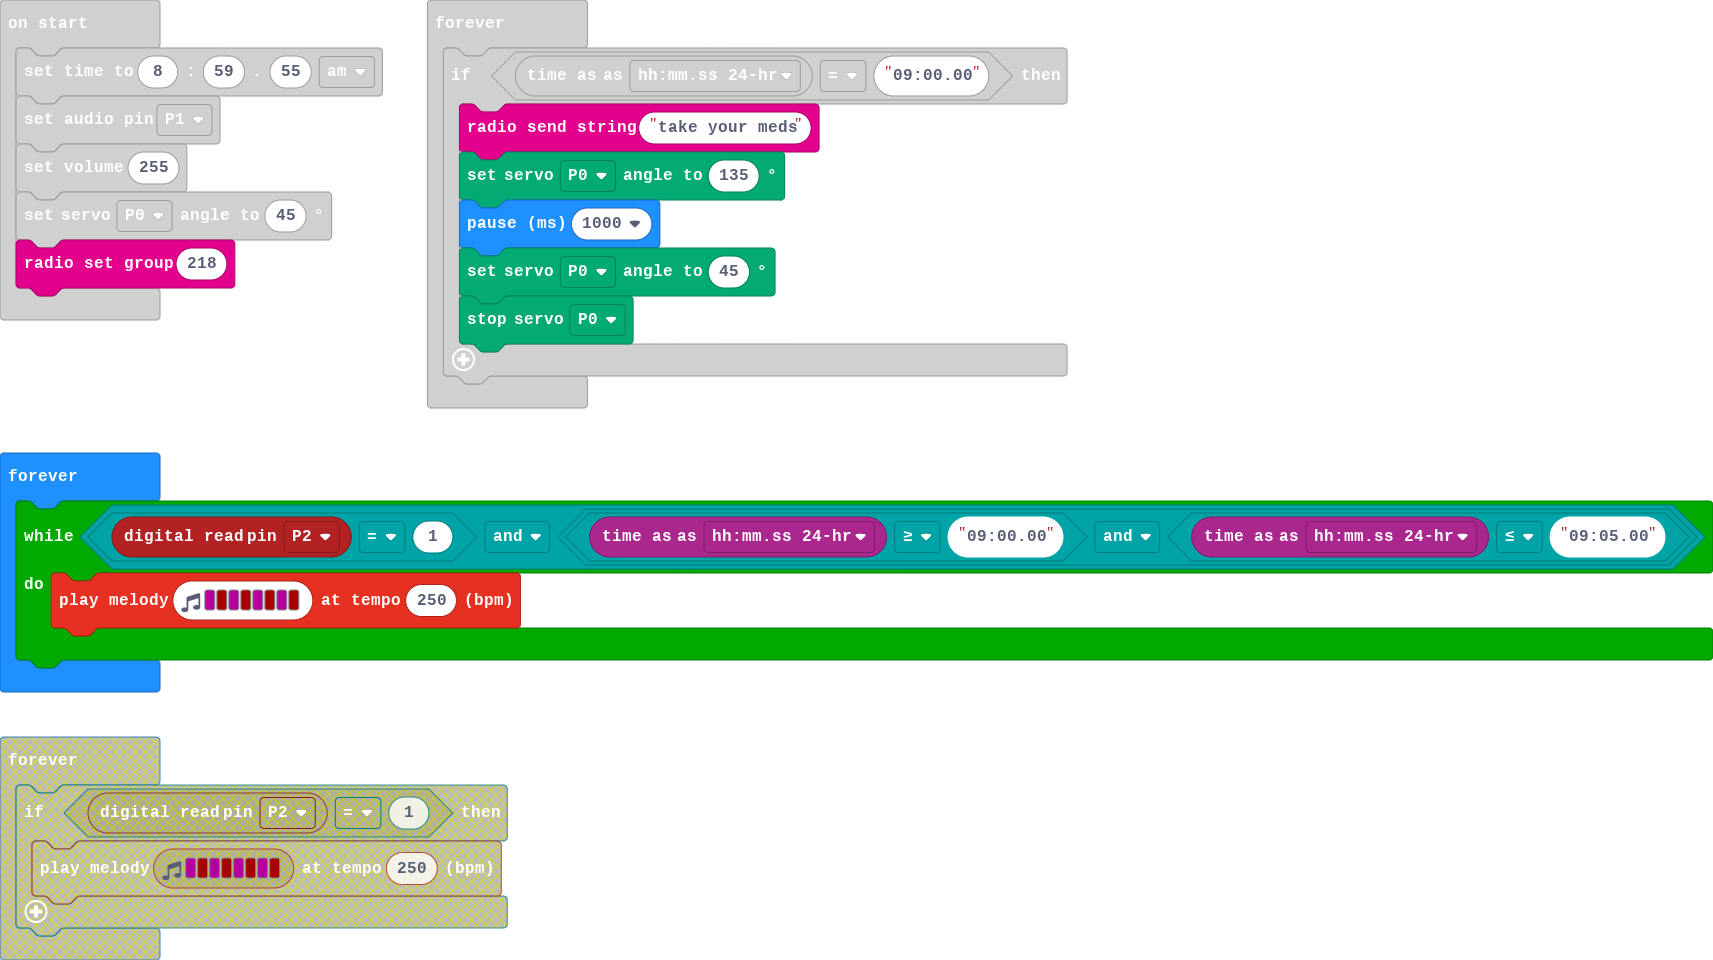 on start
set time to 8 : 59 . 55 am
set audio pin P1
set volume 255
set servo P0 angle to 45 °
radio set group 218
forever
if time as as hh:mm.ss 24-hr = "09:00.00" then
radio send string "take your meds"
set servo P0 angle to 135 °
pause (ms) 1000
set servo P0 angle to 45 °
stop servo P0
forever
while digital read pin P2 = 1 and time as as hh:mm.ss 24-hr ≥ "09:00.00" and time as as hh:mm.ss 24-hr ≤ "09:05.00"
do play melody at tempo 250 (bpm)
forever
if digital read pin P2 = 1 then
play melody at tempo 250 (bpm)